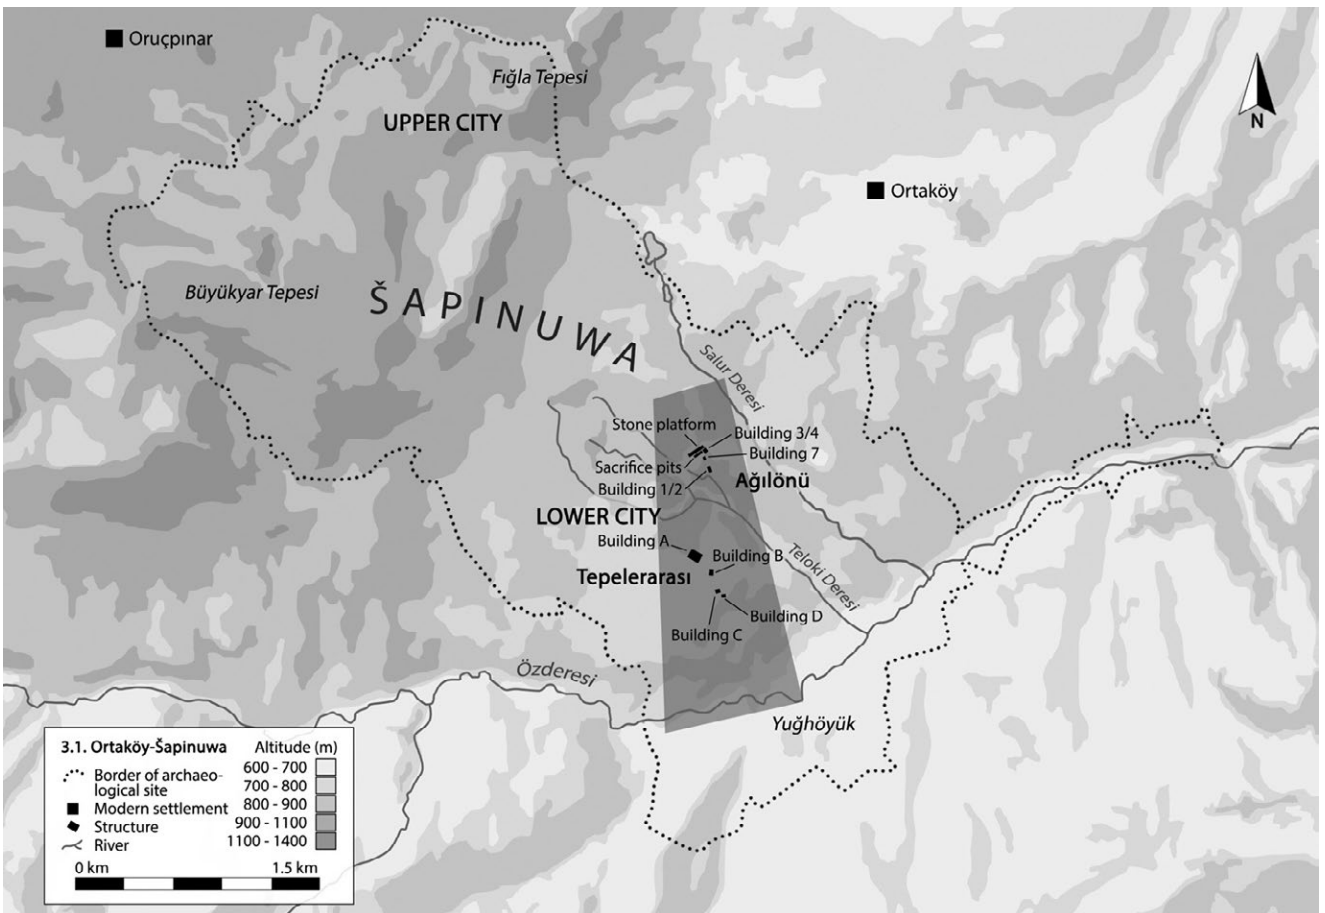 Oruçpınar
Fığla Tepesi
UPPER CITY
N
Ortaköy
Büyükyar Tepesi
ŠAPINUWA
Salur Deresi
Stone platform
Building 3/4
Building 7
Sacrifice pits
Ağılönü
Building 1/2
LOWER CITY
Building A
Building B
Teloki Deresi
Tepelerarası
Building D
Building C
Özderesi
Yuğhöyük
3.1. Ortaköy-Šapinuwa
Border of archaeo-
logical site
Modern settlement
Structure
River
Altitude (m)
600 - 700
700 - 800
800 - 900
900 - 1100
1100 - 1400
0 km 1.5 km